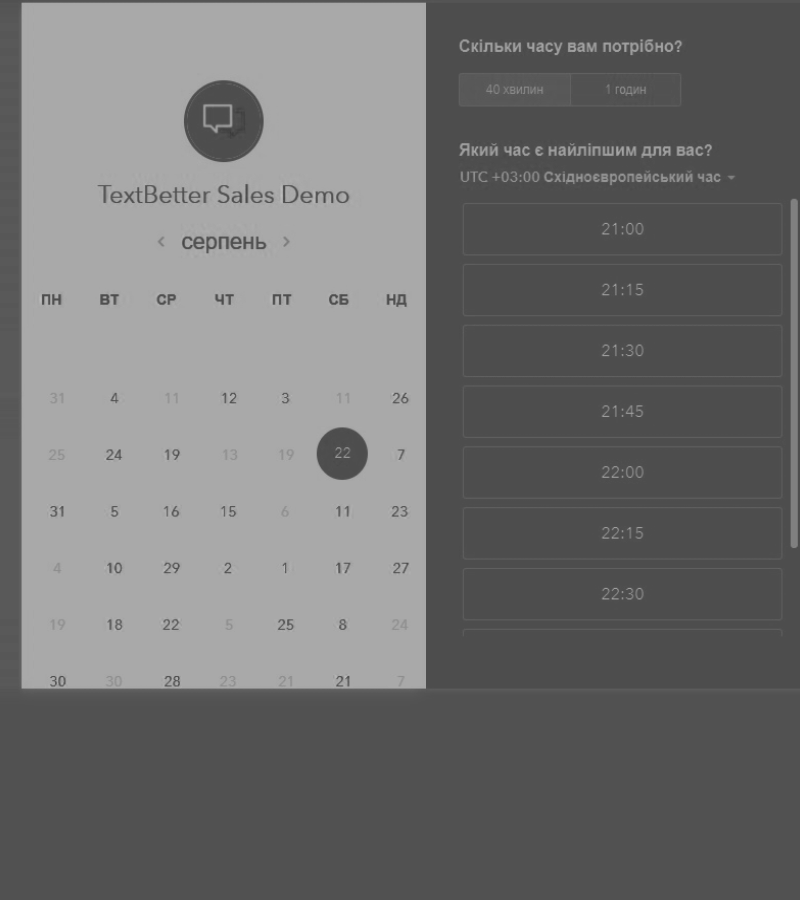 TextBetter Sales Demo
серпень
ПН ВТ СР ЧТ ПТ СБ НД
31 4 11 12 3 11 26
25 24 19 13 19 22 7
31 5 16 15 6 11 23
4 10 29 2 1 17 27
19 18 22 5 25 8 24
30 30 28 23 21 21 7
Скільки часу вам потрібно?
40 хвилин 1 годин
Який час є найліпшим для вас?
UTC +03:00 Східноєвропейський час
21:00
21:15
21:30
21:45
22:00
22:15
22:30